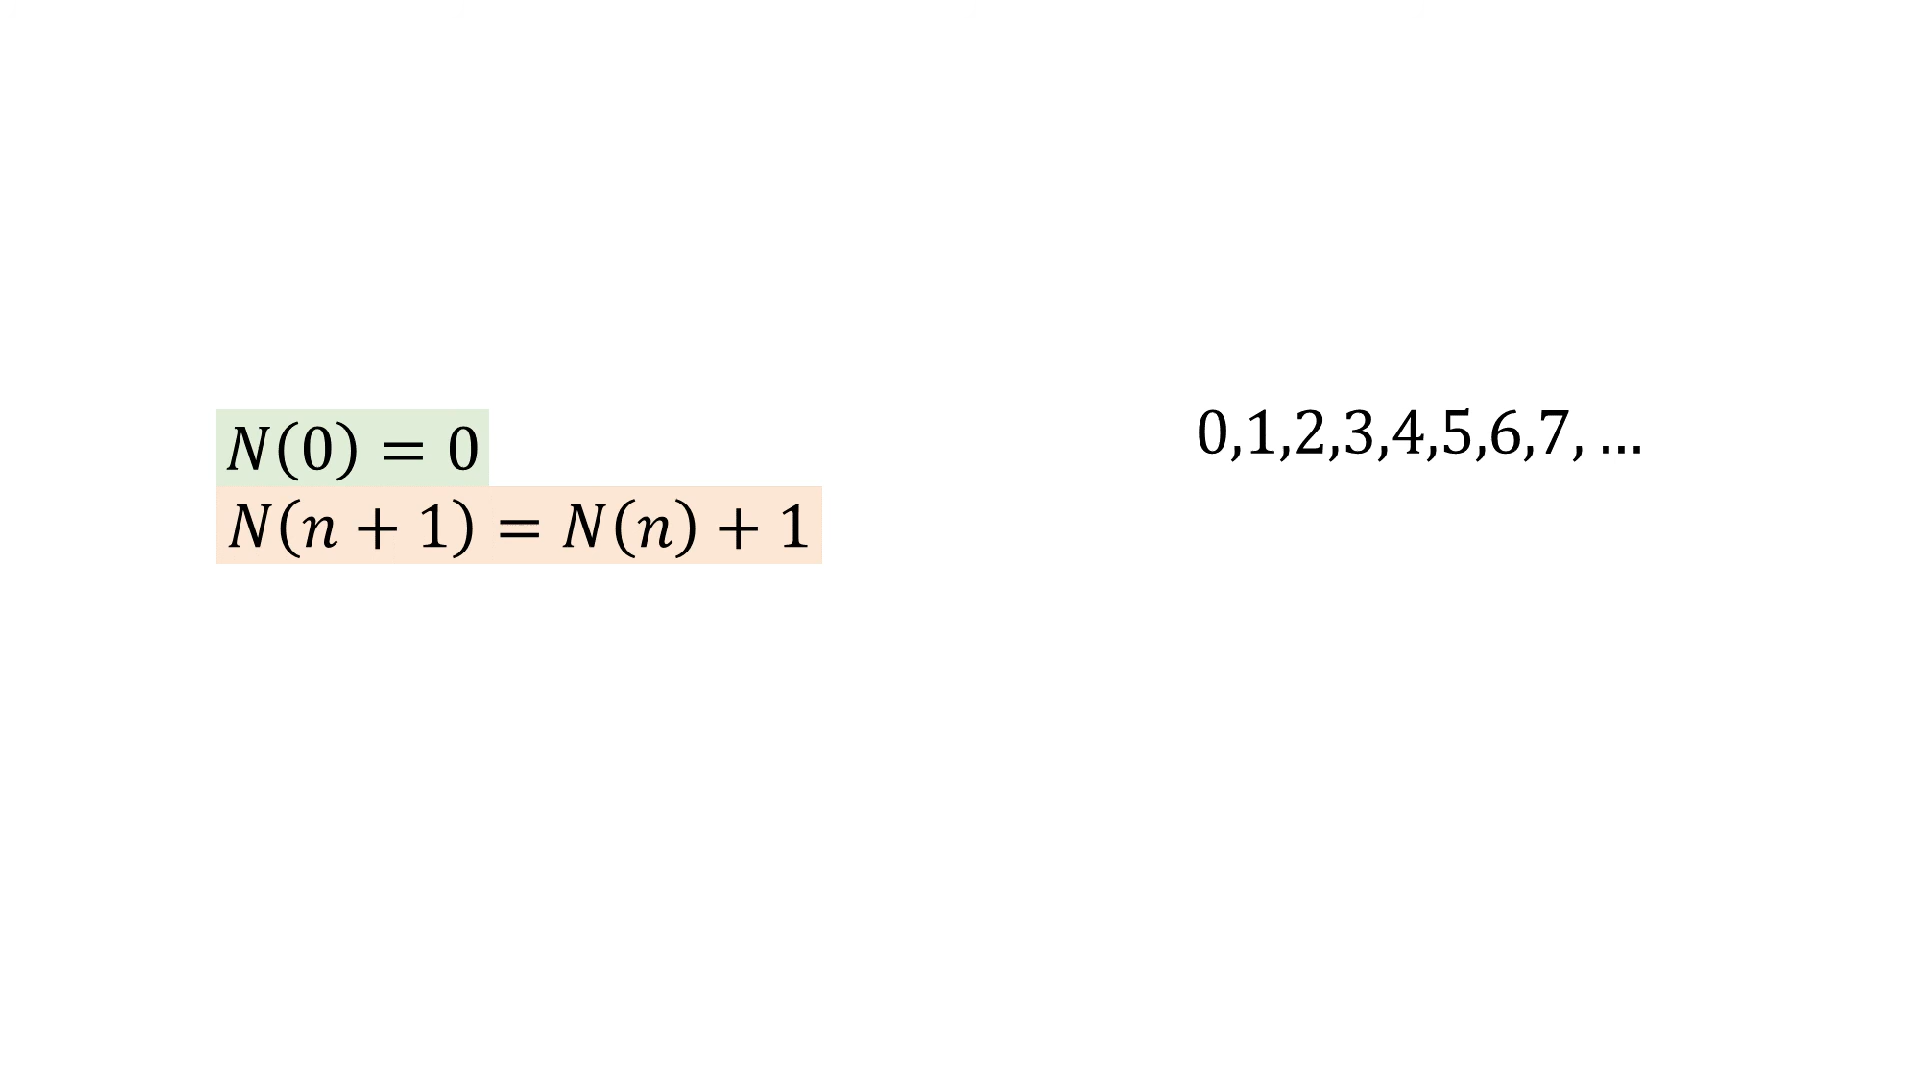 N(0) = 0
N(n + 1) = N(n) + 1
0,1,2,3,4,5,6,7, ...